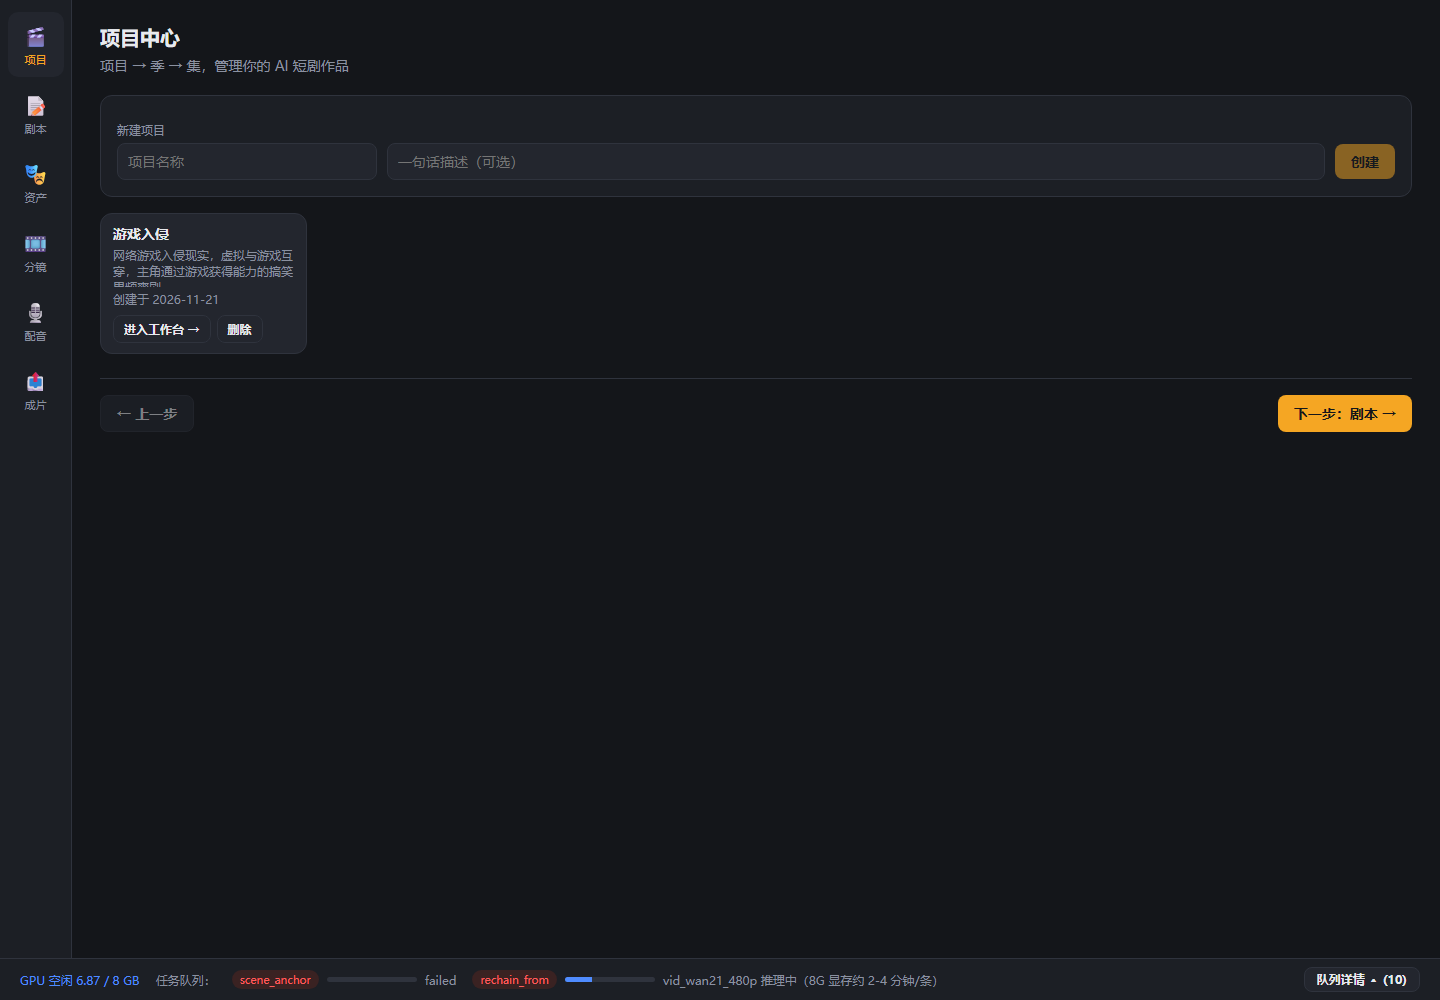 项目
剧本
资产
分镜
配音
成片
项目中心
项目 → 季 → 集，管理你的 AI 短剧作品
新建项目
项目名称
一句话描述（可选）
创建
游戏入侵
网络游戏入侵现实，虚拟与游戏互
穿，主角通过游戏获得能力的搞笑
创建于 2026-11-21
进入工作台 →
删除
← 上一步
下一步：剧本 →
GPU 空闲 6.87 / 8 GB
任务队列：
scene_anchor
failed
rechain_from
vid_wan21_480p 推理中（8G 显存约 2-4 分钟/条）
队列详情 ▴ (10)